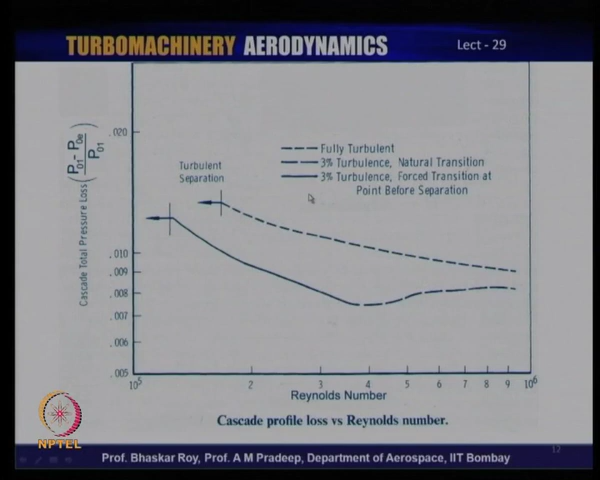 TURBOMACHINERY AERODYNAMICS
Lect - 29
Cascade Total Pressure Loss (P01 - P0e / P01)
.020
.010
.009
.008
.007
.006
.005
Turbulent
Separation
Fully Turbulent
3% Turbulence, Natural Transition
3% Turbulence, Forced Transition at
Point Before Separation
10^5 2 3 4 5 6 7 8 9 10^6
Reynolds Number
Cascade profile loss vs Reynolds number.
NPTEL
12
Prof. Bhaskar Roy, Prof. A M Pradeep, Department of Aerospace, IIT Bombay